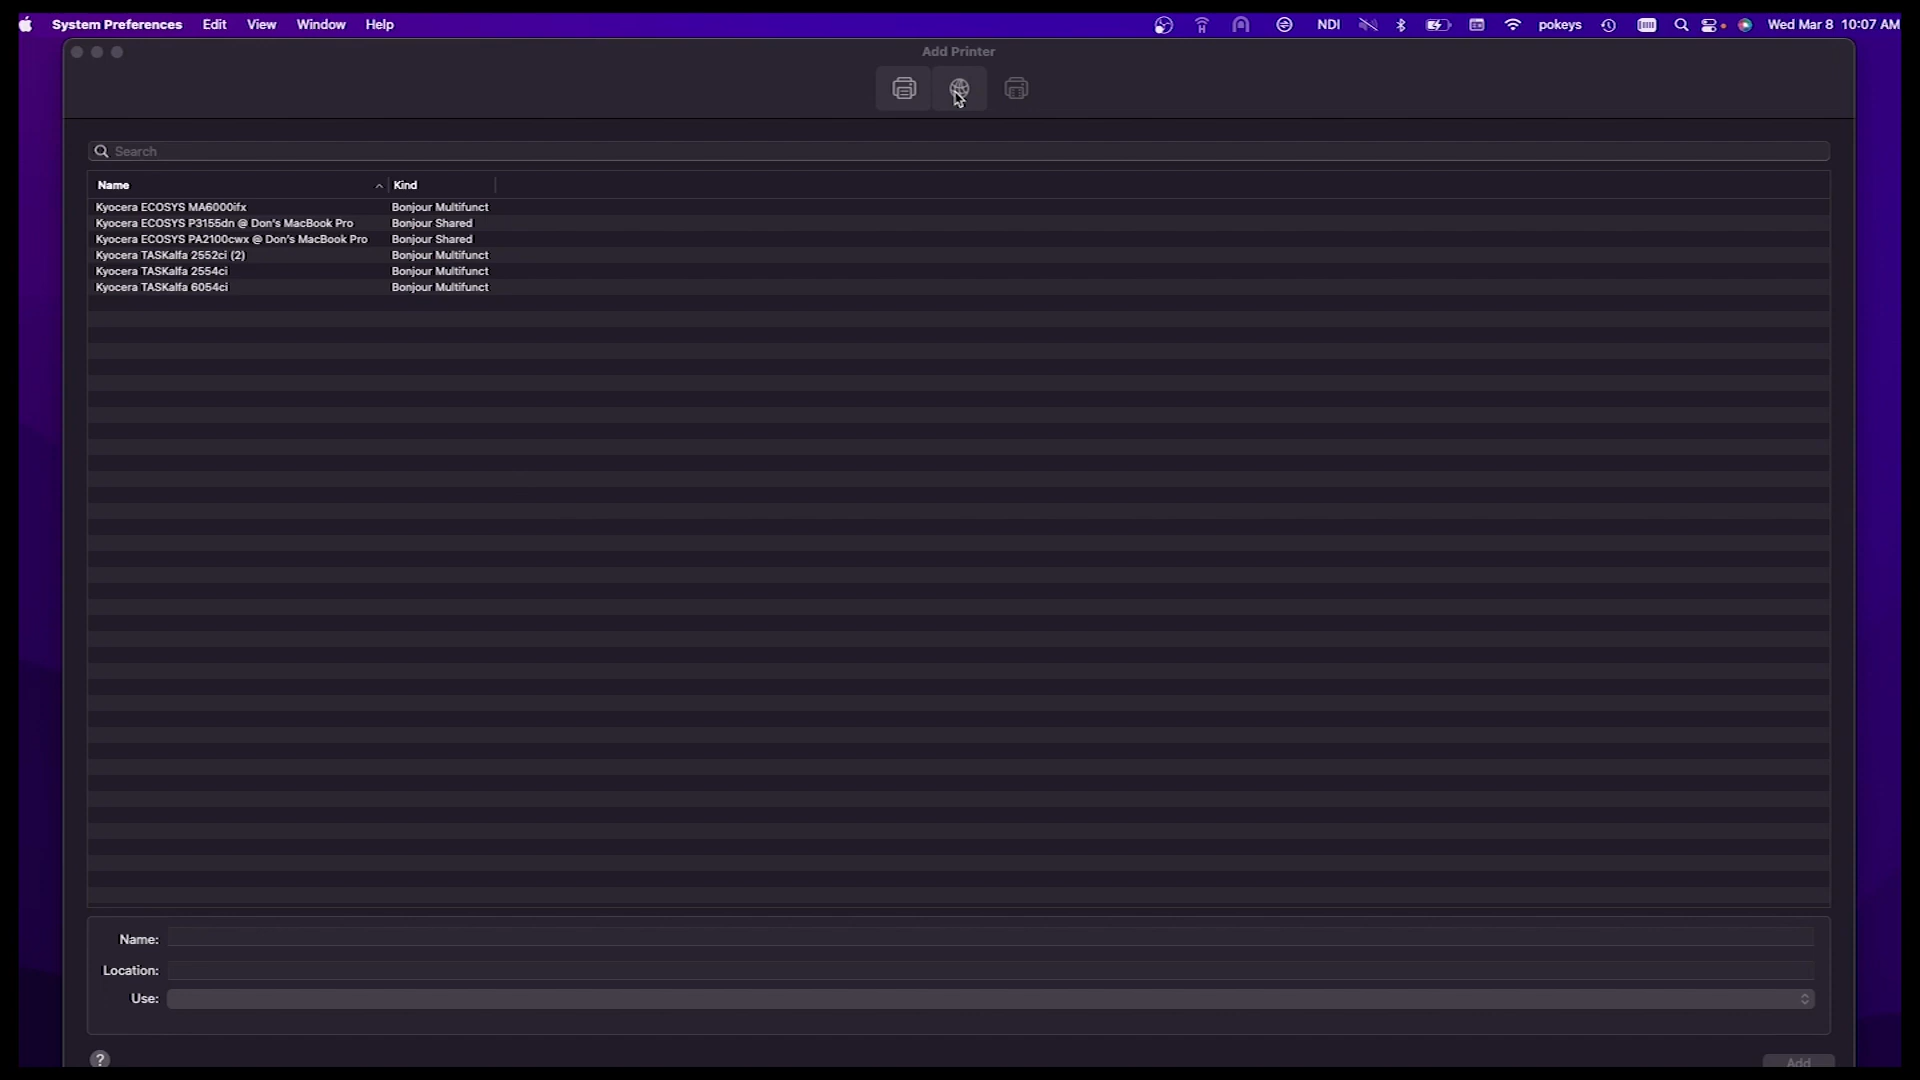 System Preferences Edit View Window Help NDI pokeys Wed Mar 8 10:07 AM
Add Printer
Search
Name Kind
Kyocera ECOSYS MA6000ifx Bonjour Multifunct
Kyocera ECOSYS P3155dn @ Don's MacBook Pro Bonjour Shared
Kyocera ECOSYS PA2100cwx @ Don's MacBook Pro Bonjour Shared
Kyocera TASKalfa 2552ci (2) Bonjour Multifunct
Kyocera TASKalfa 2554ci Bonjour Multifunct
Kyocera TASKalfa 6054ci Bonjour Multifunct
Name:
Location:
Use:
? Add